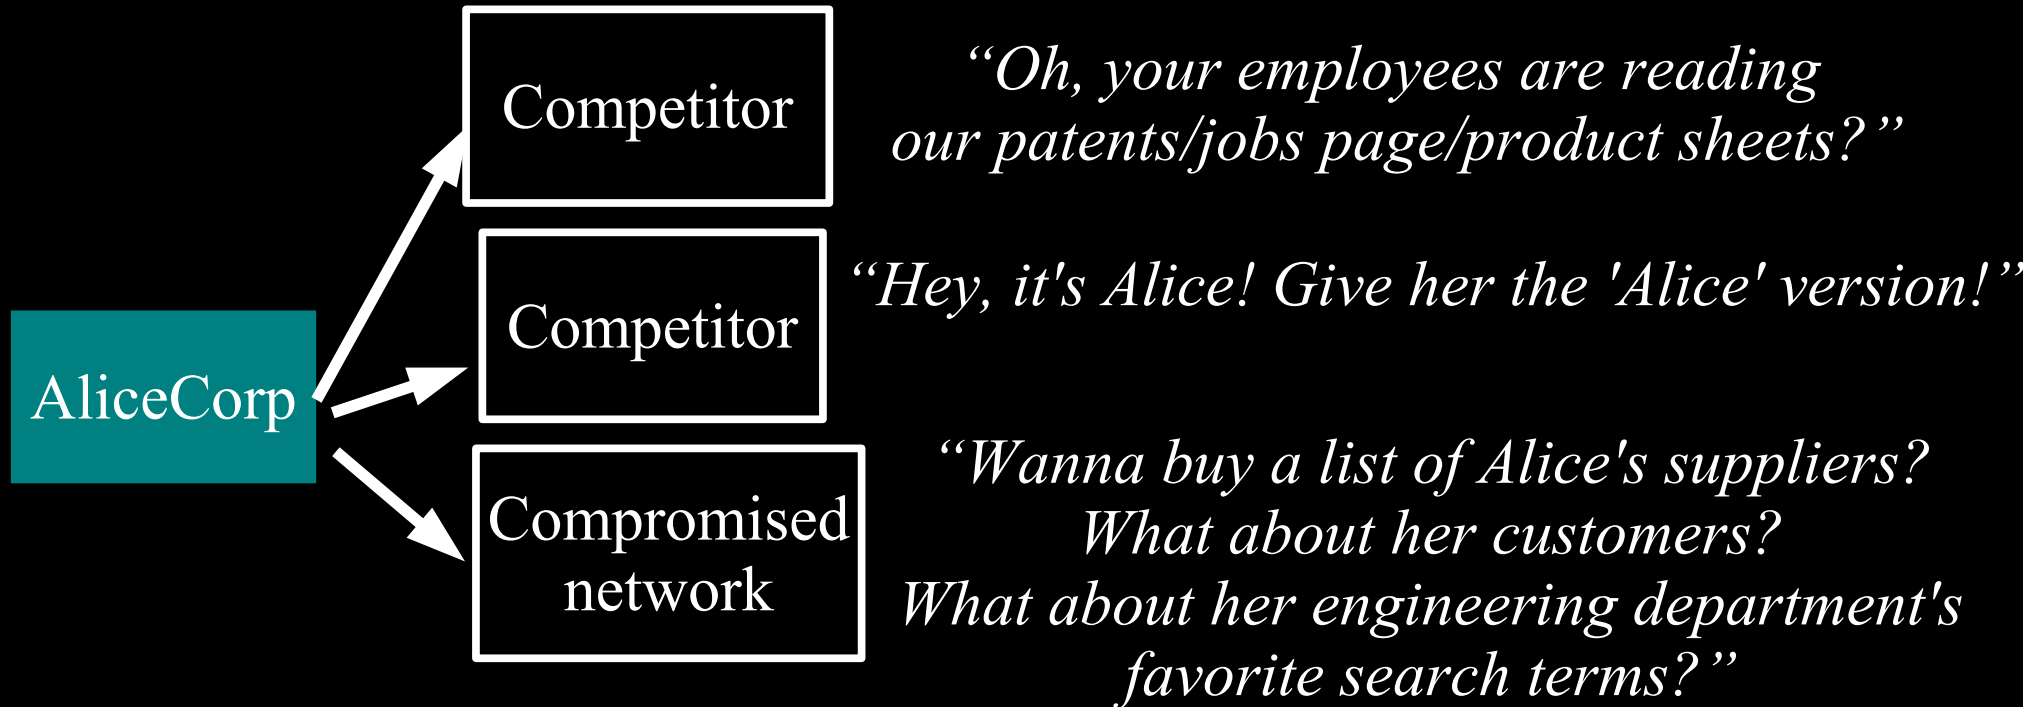 AliceCorp
Competitor
“Oh, your employees are reading
our patents/jobs page/product sheets?”
Competitor
“Hey, it's Alice! Give her the 'Alice' version!”
Compromised
network
“Wanna buy a list of Alice's suppliers?
What about her customers?
What about her engineering department's
favorite search terms?”